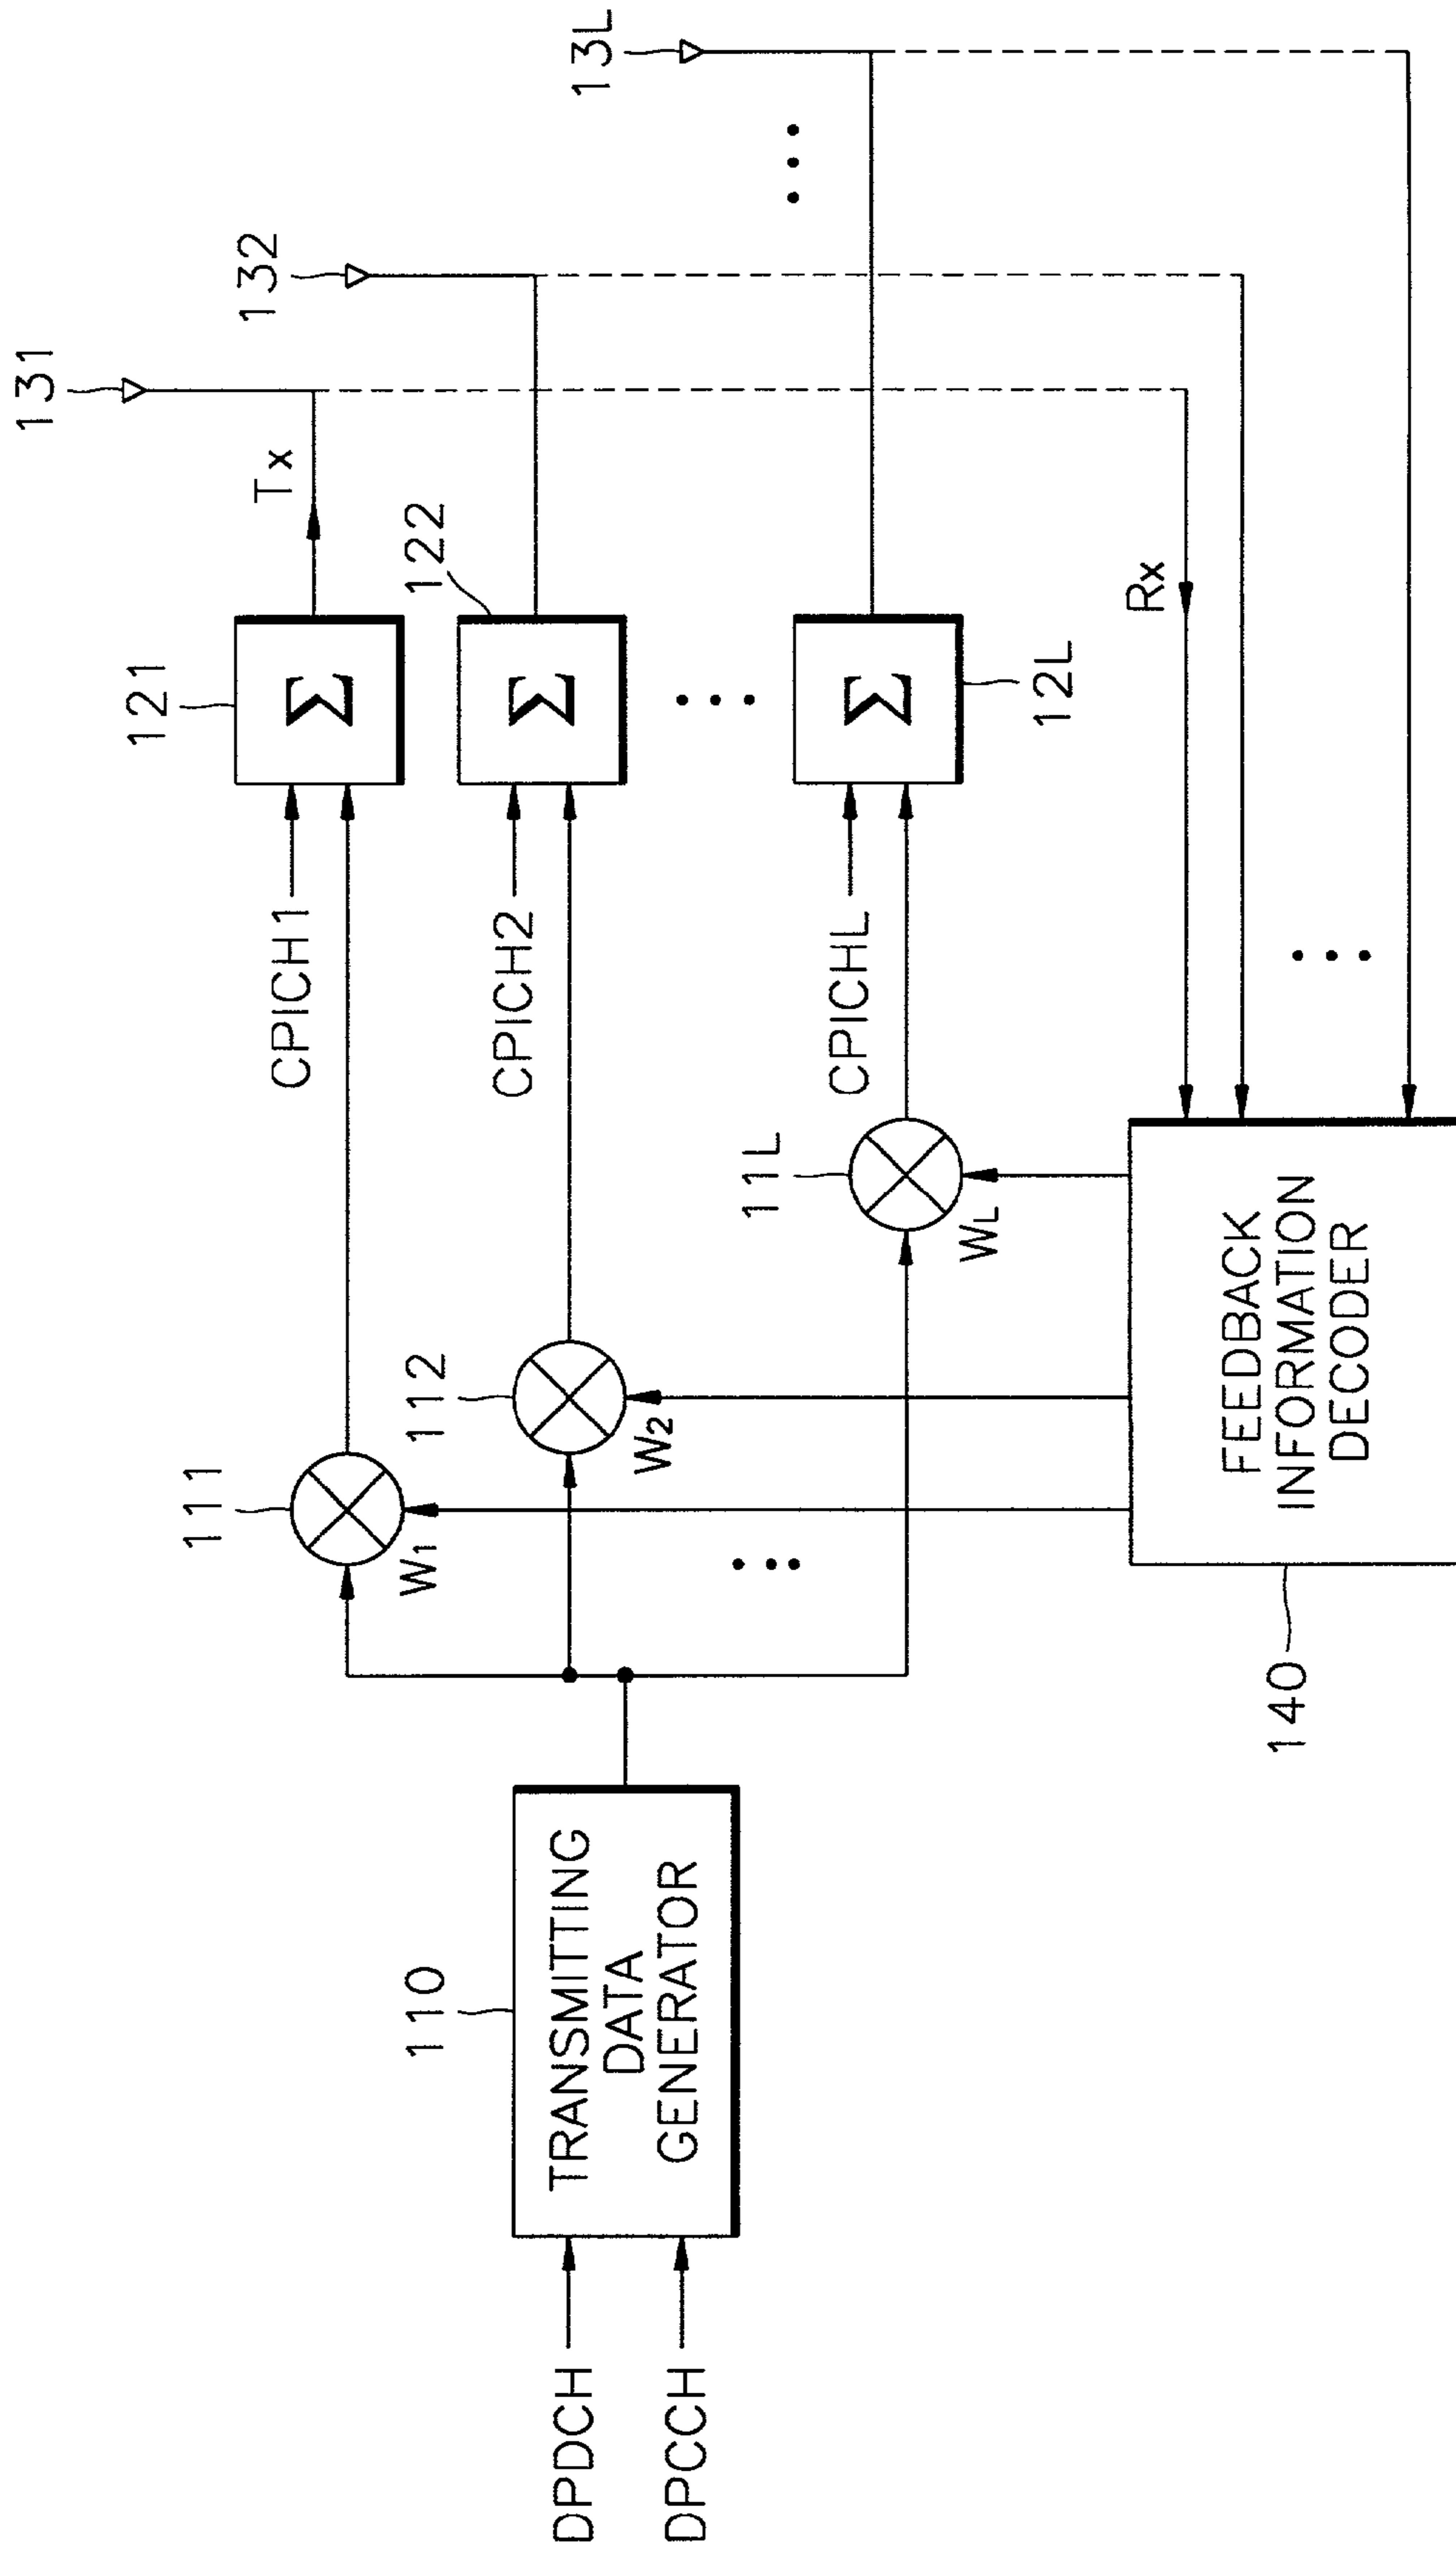 131
132
13L
Tx
121
Σ
122
Σ
12L
Σ
Rx
CPICH1
CPICH2
CPICHL
111
W1
112
W2
11L
WL
110
TRANSMITTING
DATA
GENERATOR
DPDCH
DPCCH
FEEDBACK
INFORMATION
DECODER
140